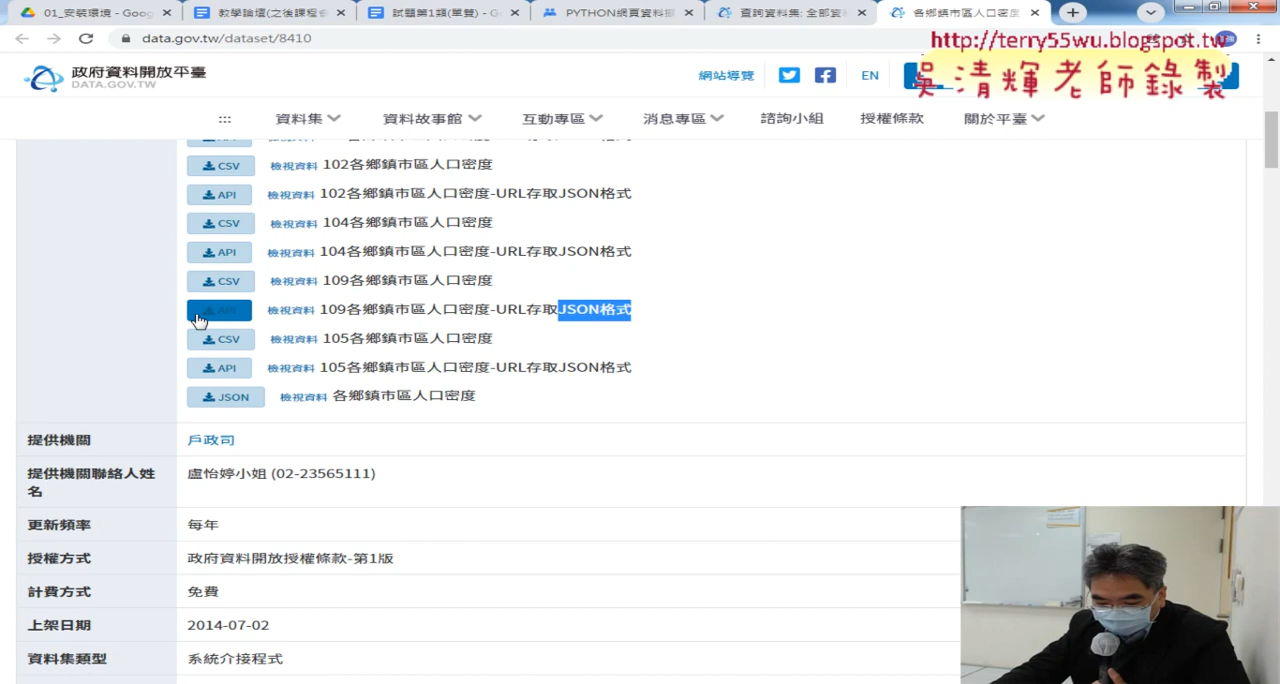 01_安裝環境 - Goog
教學論壇(之後課程會
試題第1類(單雙) - G
PYTHON網頁資料擷
查詢資料集: 全部資料
各鄉鎮市區人口密度
data.gov.tw/dataset/8410
http://terry55wu.blogspot.tw
吳清輝老師錄製
政府資料開放平臺
DATA.GOV.TW
網站導覽
EN
資料集
資料故事館
互動專區
消息專區
諮詢小組
授權條款
關於平臺
CSV 檢視資料 102各鄉鎮市區人口密度
API 檢視資料 102各鄉鎮市區人口密度-URL存取JSON格式
CSV 檢視資料 104各鄉鎮市區人口密度
API 檢視資料 104各鄉鎮市區人口密度-URL存取JSON格式
CSV 檢視資料 109各鄉鎮市區人口密度
API 檢視資料 109各鄉鎮市區人口密度-URL存取JSON格式
CSV 檢視資料 105各鄉鎮市區人口密度
API 檢視資料 105各鄉鎮市區人口密度-URL存取JSON格式
JSON 檢視資料 各鄉鎮市區人口密度
提供機關 戶政司
提供機關聯絡人姓名 盧怡婷小姐 (02-23565111)
更新頻率 每年
授權方式 政府資料開放授權條款-第1版
計費方式 免費
上架日期 2014-07-02
資料集類型 系統介接程式